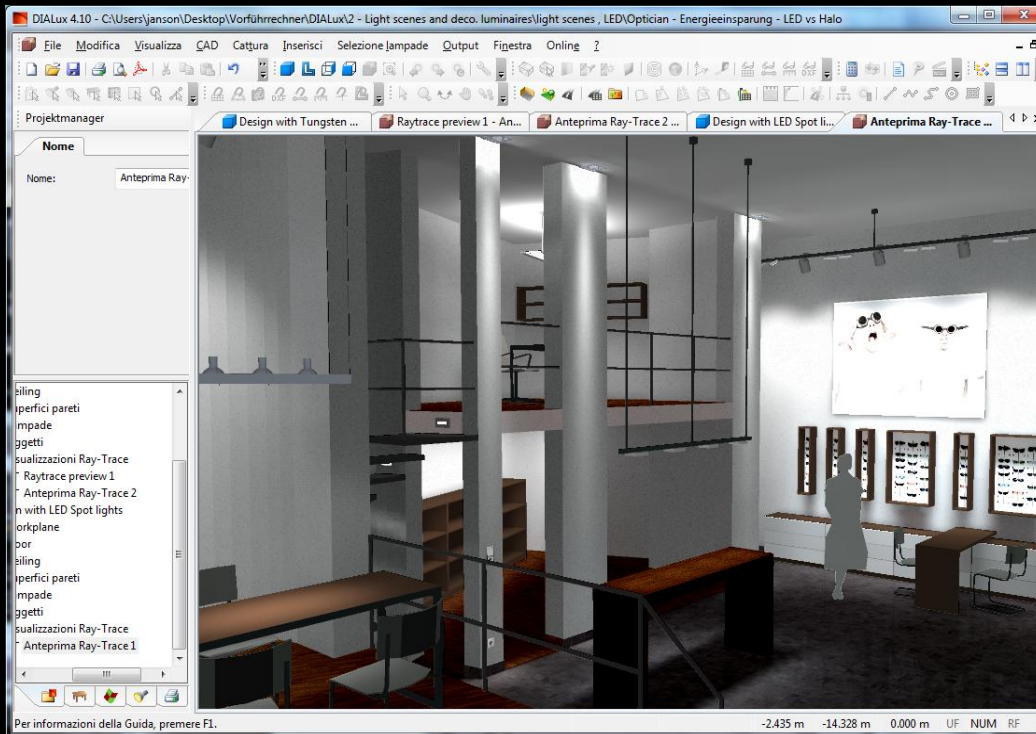 DIALux 4.10 - C:\Users\janson\Desktop\Vorführrechner\DIALux\2 - Light scenes and deco. luminaires\light scenes , LED\Optician - Energieeinsparung - LED vs Halo
File Modifica Visualizza CAD Cattura Inserisci Selezione lampade Output Finestra Online ?
Projektmanager
Design with Tungsten ... Raytrace preview 1 - An... Anteprima Ray-Trace 2 ... Design with LED Spot li... Anteprima Ray-Trace ...
Nome
Nome: Anteprima Ray-
eiling
uperfici pareti
mpade
ggetti
sualizzazioni Ray-Trace
Raytrace preview 1
Anteprima Ray-Trace 2
n with LED Spot lights
orkplane
oor
eiling
uperfici pareti
mpade
ggetti
sualizzazioni Ray-Trace
Anteprima Ray-Trace 1
Per informazioni della Guida, premere F1.
-2.435 m -14.328 m 0.000 m UF NUM RF